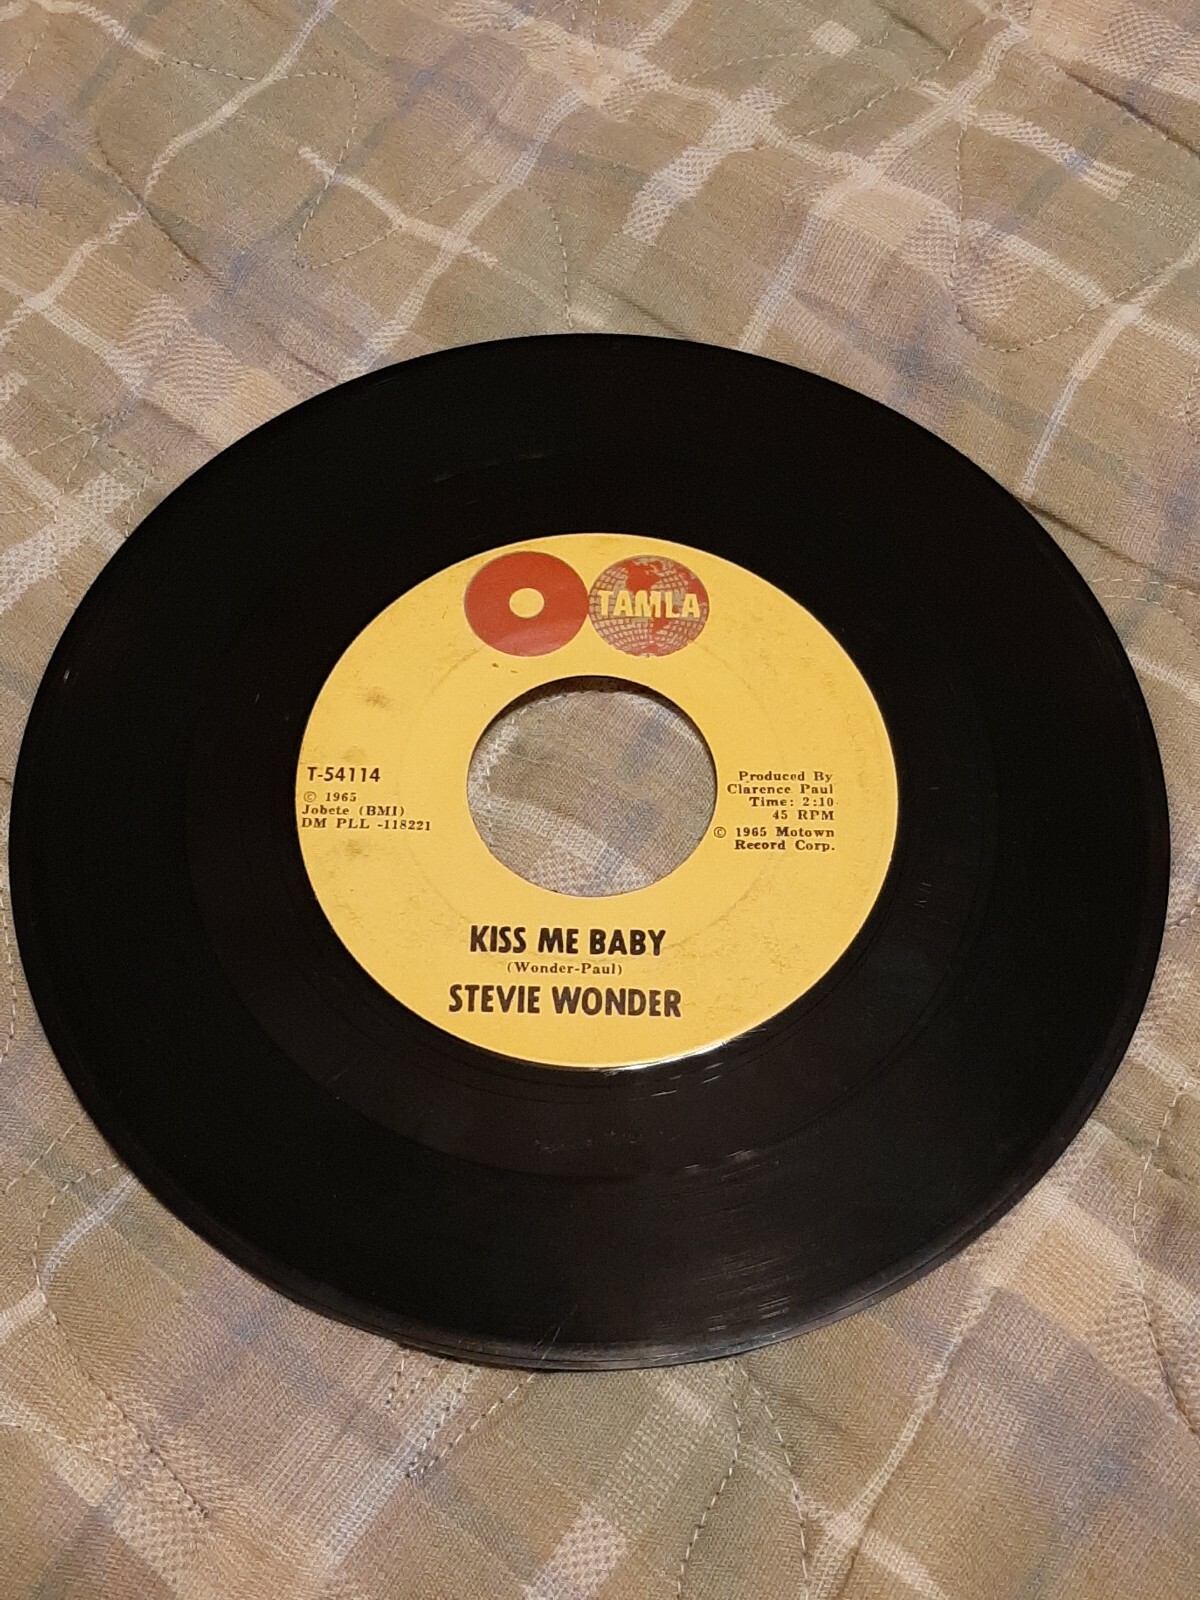 TAMLA
T-54114
© 1965
Jobete (BMI)
DM PLL -118221
Produced By
Clarence Paul
Time: 2:10
45 RPM
© 1965 Motown
Record Corp.
KISS ME BABY
(Wonder-Paul)
STEVIE WONDER